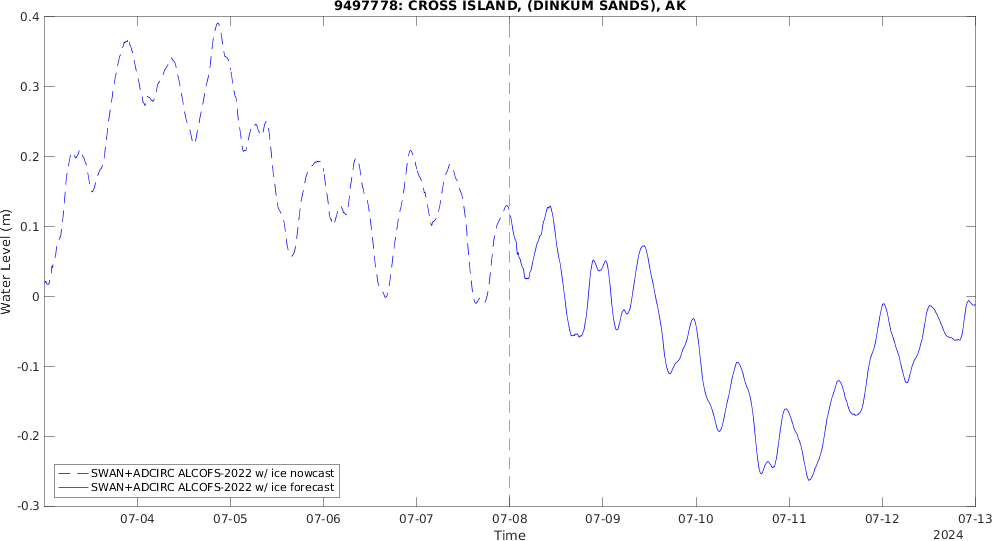 9497778: CROSS ISLAND, (DINKUM SANDS), AK
0.4
0.3
0.2
0.1
0
-0.1
-0.2
-0.3
Water Level (m)
SWAN+ADCIRC ALCOFS-2022 w/ ice nowcast
SWAN+ADCIRC ALCOFS-2022 w/ ice forecast
07-04 07-05 07-06 07-07 07-08 07-09 07-10 07-11 07-12 07-13
Time
2024